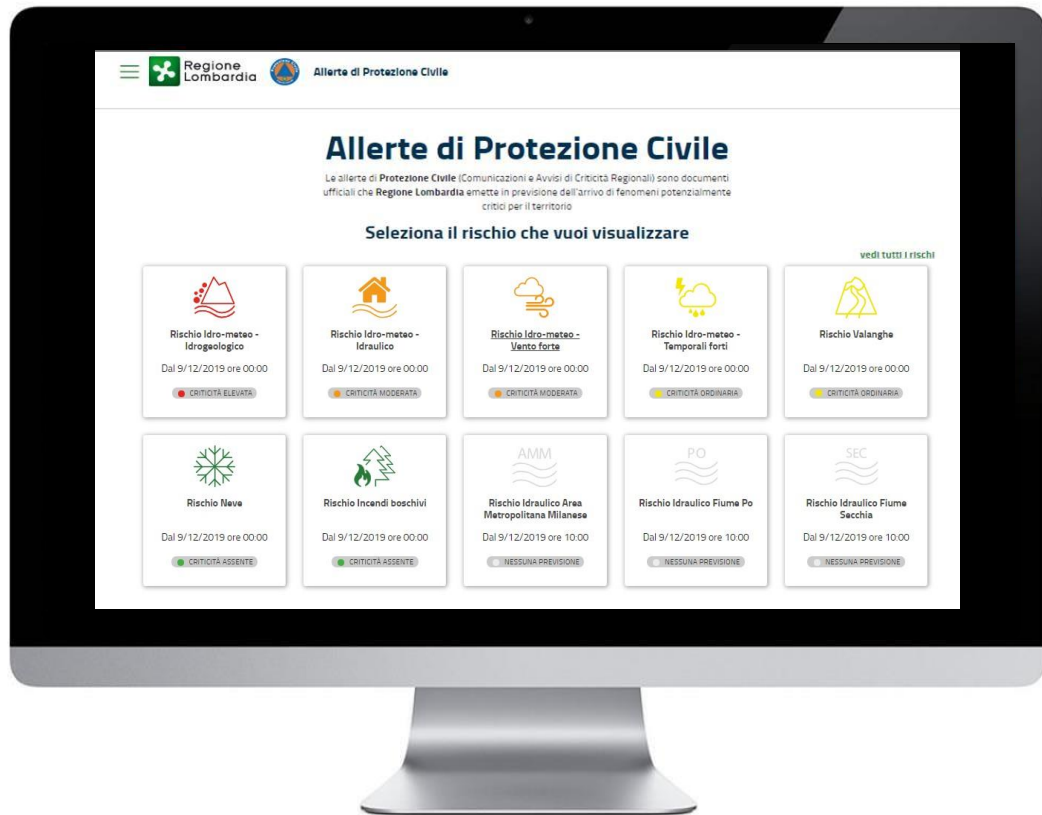 Regione
Lombardia
Allerte di Protezione Civile
Allerte di Protezione Civile
Le allerte di Protezione Civile (Comunicazioni e Avvisi di Criticità Regionali) sono documenti
ufficiali che Regione Lombardia emette in previsione dell'arrivo di fenomeni potenzialmente
critici per il territorio
Seleziona il rischio che vuoi visualizzare
vedi tutti i rischi
Rischio Idro-meteo -
Idrogeologico
Dal 9/12/2019 ore 00:00
CRITICITÀ ELEVATA
Rischio Idro-meteo -
Idraulico
Dal 9/12/2019 ore 00:00
CRITICITÀ MODERATA
Rischio Idro-meteo -
Vento forte
Dal 9/12/2019 ore 00:00
CRITICITÀ MODERATA
Rischio Idro-meteo -
Temporali forti
Dal 9/12/2019 ore 00:00
CRITICITÀ ORDINARIA
Rischio Valanghe
Dal 9/12/2019 ore 00:00
CRITICITÀ ORDINARIA
Rischio Neve
Dal 9/12/2019 ore 00:00
CRITICITÀ ASSENTE
Rischio Incendi boschivi
Dal 9/12/2019 ore 00:00
CRITICITÀ ASSENTE
AMM
Rischio Idraulico Area
Metropolitana Milanese
Dal 9/12/2019 ore 10:00
NESSUNA PREVISIONE
PO
Rischio Idraulico Fiume Po
Dal 9/12/2019 ore 10:00
NESSUNA PREVISIONE
SEC
Rischio Idraulico Fiume
Secchia
Dal 9/12/2019 ore 10:00
NESSUNA PREVISIONE